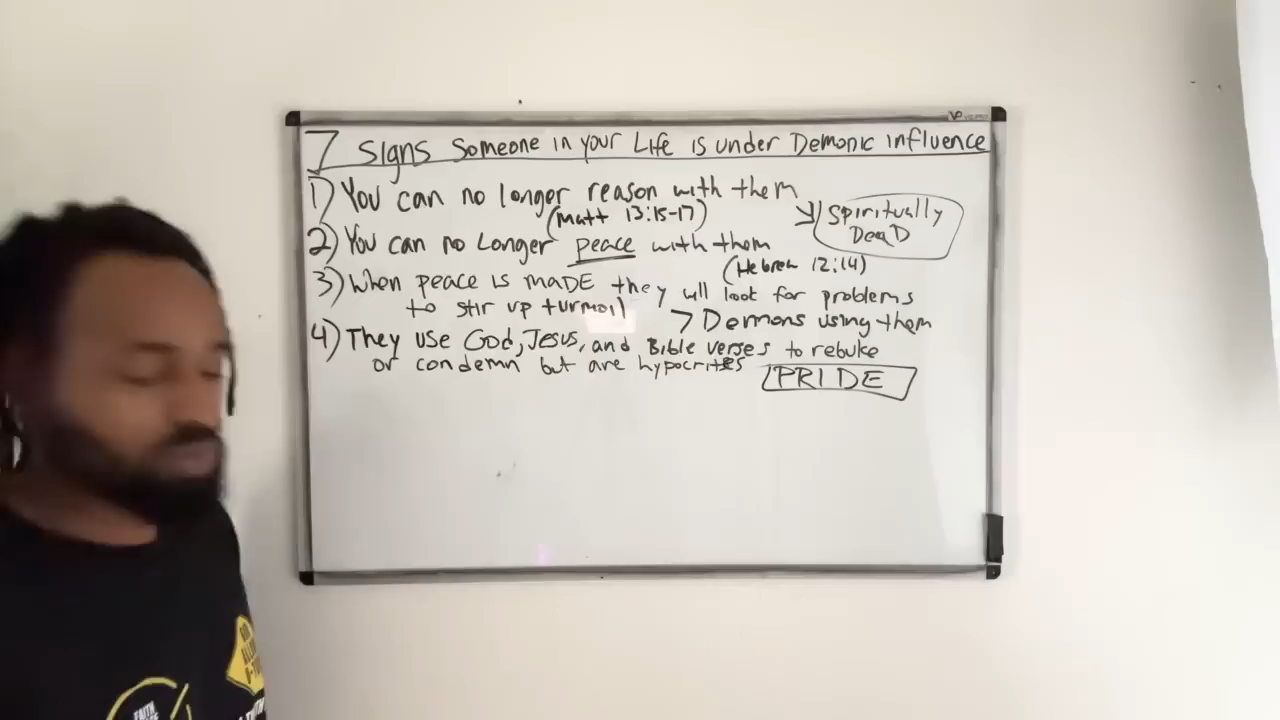 7 Signs Someone in your Life is under Demonic influence
1) You can no longer reason with them
(Matt 13:15-17)
Spiritually
DeaD
2) You can no Longer peace with them
(Hebrew 12:14)
3) When peace is maDE they will look for problems
to stir up turmoil
> Demons using them
4) They use God, Jesus, and Bible verses to rebuke
or condemn but are hypocrites
PRIDE
FAITH